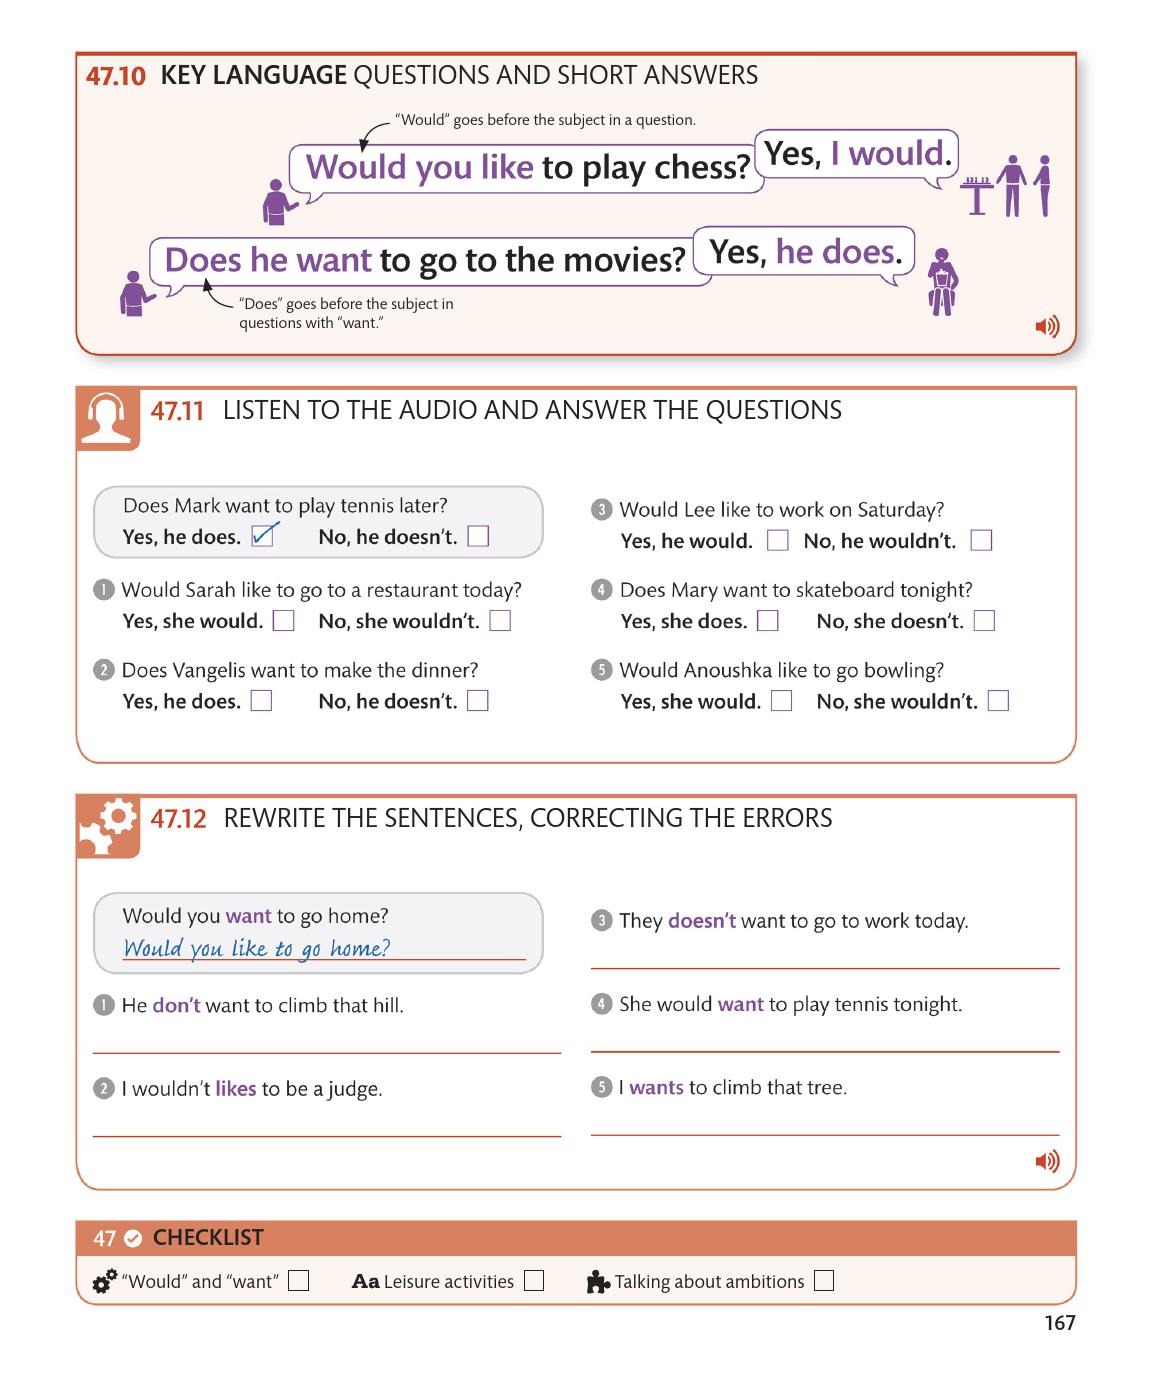 47.10 KEY LANGUAGE QUESTIONS AND SHORT ANSWERS
“Would” goes before the subject in a question.
Would you like to play chess?
Yes, I would.
Does he want to go to the movies?
Yes, he does.
“Does” goes before the subject in
questions with “want.”
47.11 LISTEN TO THE AUDIO AND ANSWER THE QUESTIONS
Does Mark want to play tennis later?
Yes, he does. No, he doesn't.
1 Would Sarah like to go to a restaurant today?
Yes, she would. No, she wouldn't.
2 Does Vangelis want to make the dinner?
Yes, he does. No, he doesn't.
3 Would Lee like to work on Saturday?
Yes, he would. No, he wouldn't.
4 Does Mary want to skateboard tonight?
Yes, she does. No, she doesn't.
5 Would Anoushka like to go bowling?
Yes, she would. No, she wouldn't.
47.12 REWRITE THE SENTENCES, CORRECTING THE ERRORS
Would you want to go home?
Would you like to go home?
1 He don't want to climb that hill.
2 I wouldn't likes to be a judge.
3 They doesn't want to go to work today.
4 She would want to play tennis tonight.
5 I wants to climb that tree.
47 CHECKLIST
“Would” and “want” Aa Leisure activities Talking about ambitions
167